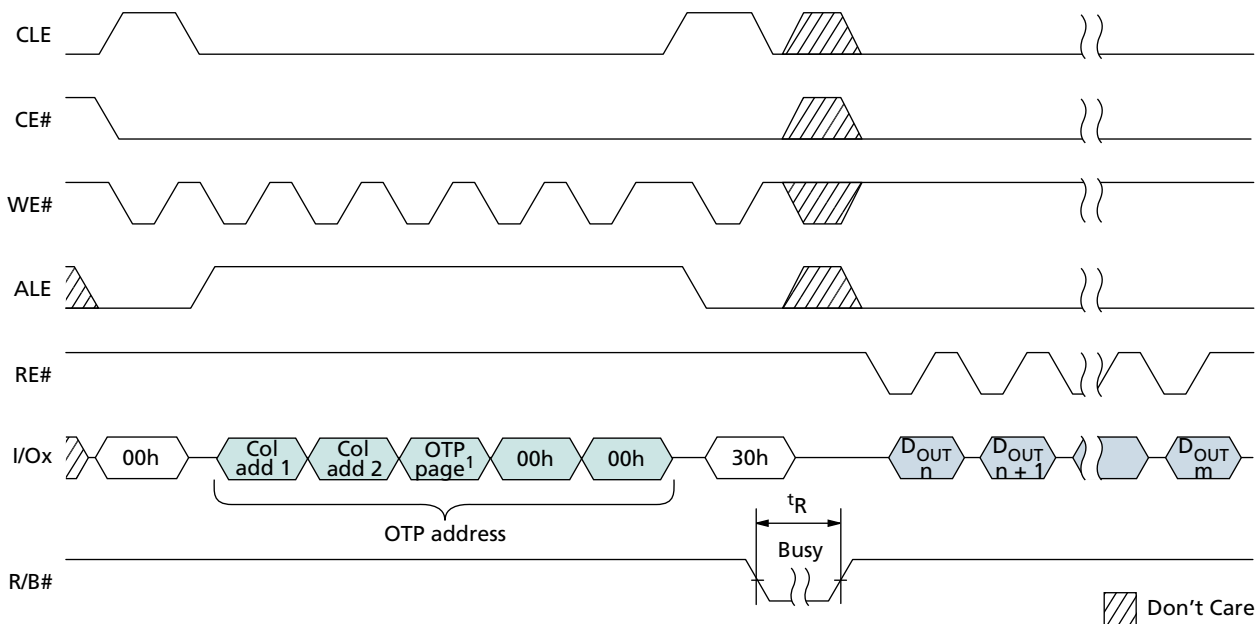 CLE
CE#
WE#
ALE
RE#
I/Ox
00h
Col add 1
Col add 2
OTP page¹
00h
00h
30h
DOUT n
DOUT n + 1
DOUT m
OTP address
tR
Busy
R/B#
Don't Care